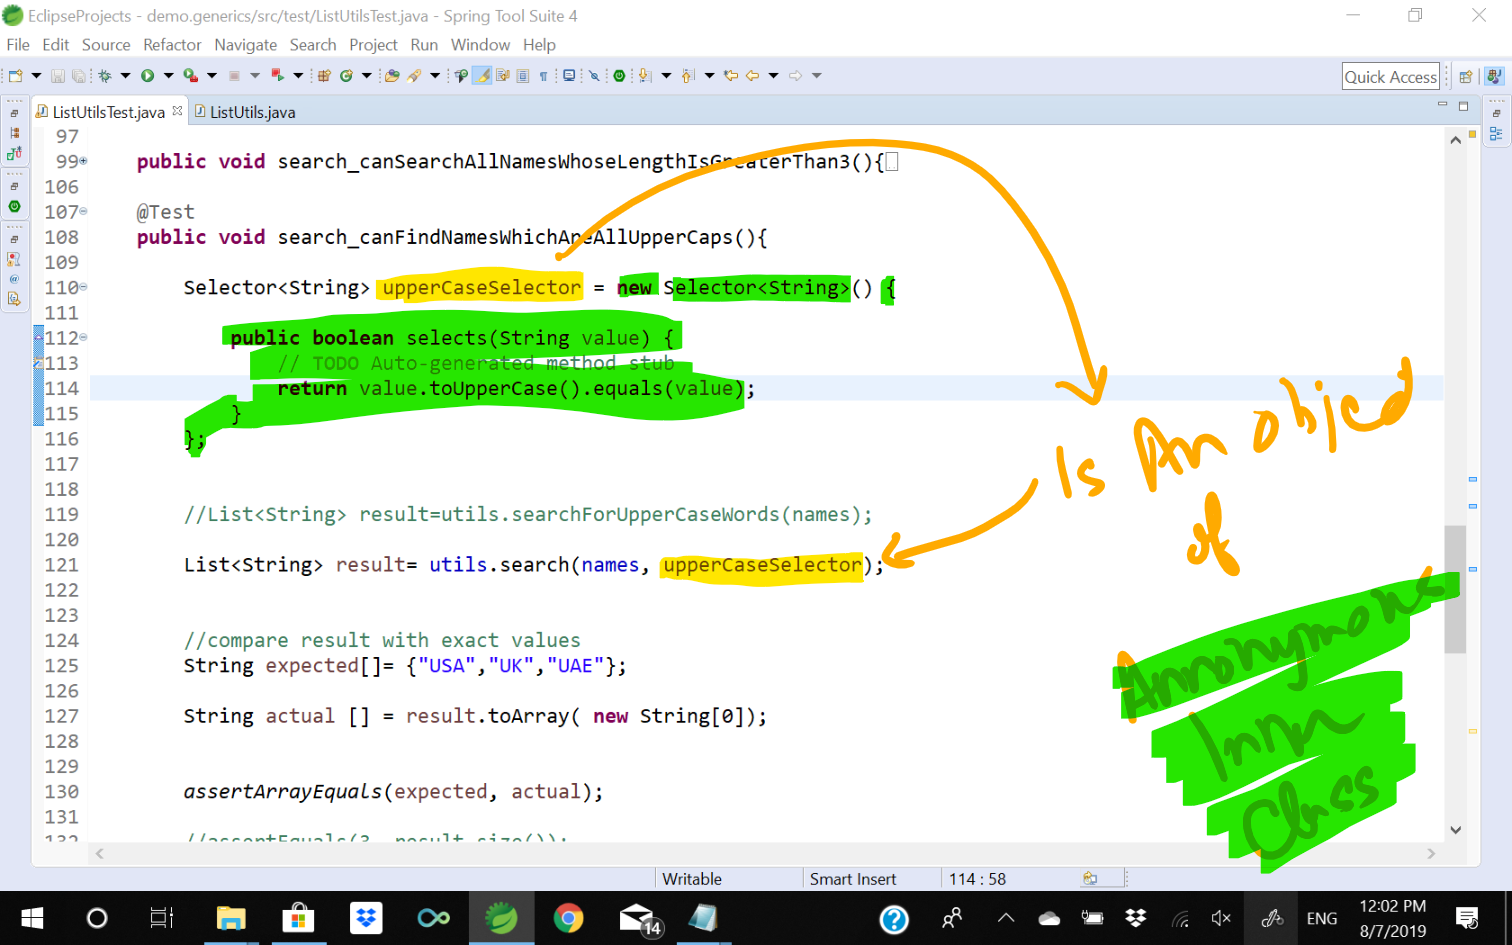 EclipseProjects - demo.generics/src/test/ListUtilsTest.java - Spring Tool Suite 4
File Edit Source Refactor Navigate Search Project Run Window Help
Quick Access
ListUtilsTest.java ListUtils.java
97
99 public void search_canSearchAllNamesWhoseLengthIsGreaterThan3(){
106
107 @Test
108 public void search_canFindNamesWhichAreAllUpperCaps(){
109
110 Selector<String> upperCaseSelector = new Selector<String>() {
111
112 public boolean selects(String value) {
113 // TODO Auto-generated method stub
114 return value.toUpperCase().equals(value);
115 }
116 };
117
118
119 //List<String> result=utils.searchForUpperCaseWords(names);
120
121 List<String> result= utils.search(names, upperCaseSelector);
122
123
124 //compare result with exact values
125 String expected[]= {"USA","UK","UAE"};
126
127 String actual [] = result.toArray( new String[0]);
128
129
130 assertArrayEquals(expected, actual);
131
132 //assertEquals(3, result.size());
Is An object
of
Annonymons
Innn
Class
Writable Smart Insert 114 : 58
14 ENG 12:02 PM
8/7/2019